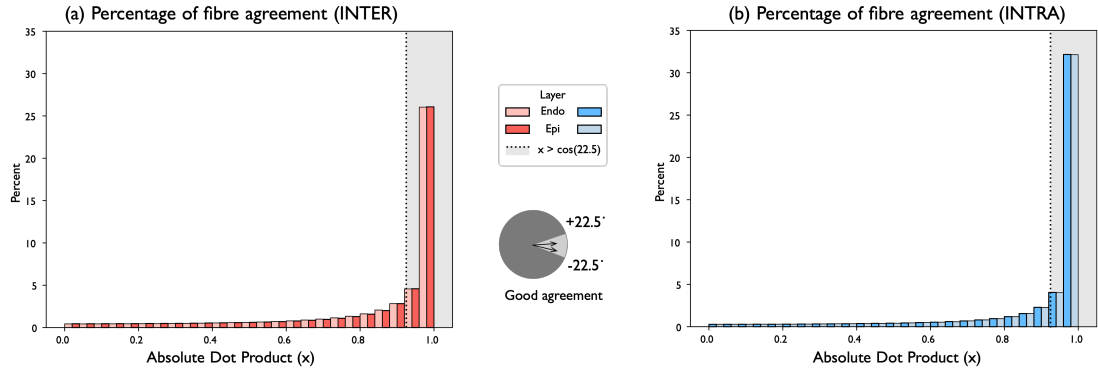 (a) Percentage of fibre agreement (INTER)
35
30
25
20
15
10
5
0
Percent
0.0 0.2 0.4 0.6 0.8 1.0
Absolute Dot Product (x)
Layer
Endo
Epi
x > cos(22.5)
+22.5°
-22.5°
Good agreement
(b) Percentage of fibre agreement (INTRA)
35
30
25
20
15
10
5
0
Percent
0.0 0.2 0.4 0.6 0.8 1.0
Absolute Dot Product (x)